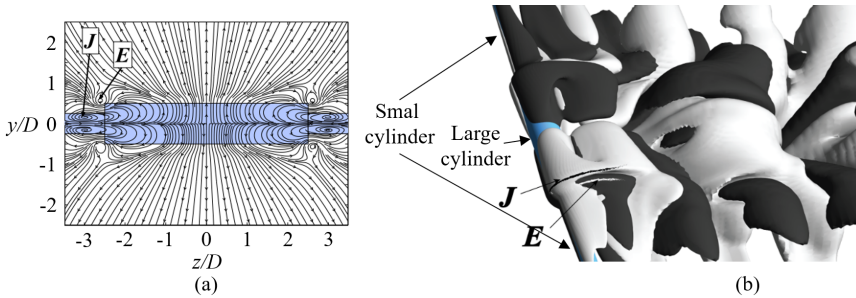 J
E
2
1
y/D 0
-1
-2
-3 -2 -1 0 1 2 3
z/D
(a)
Smal
cylinder
Large
cylinder
J
E
(b)